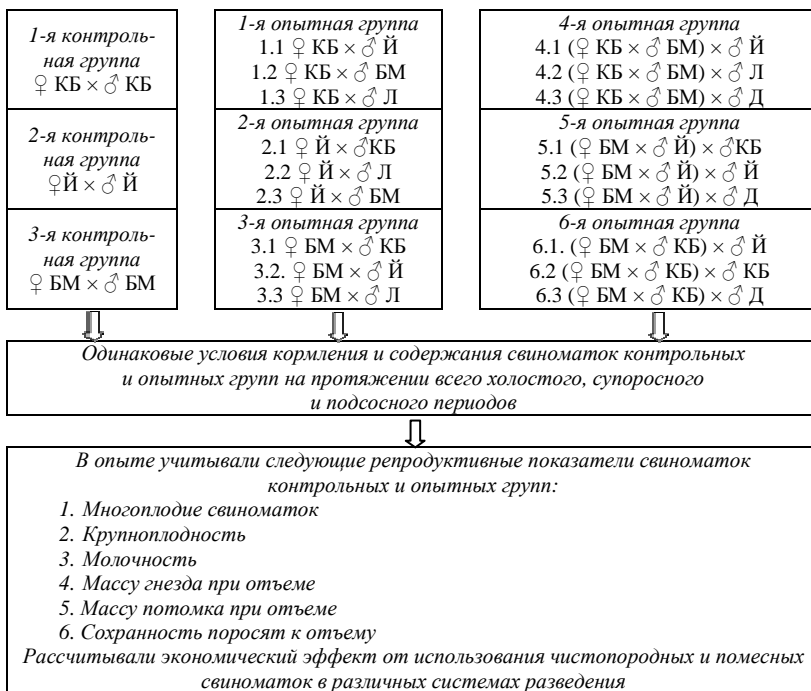 1-я контроль-
ная группа
♀ КБ × ♂ КБ
2-я контроль-
ная группа
♀Й × ♂ Й
3-я контроль-
ная группа
♀ БМ × ♂ БМ
1-я опытная группа
1.1 ♀ КБ × ♂ Й
1.2 ♀ КБ × ♂ БМ
1.3 ♀ КБ × ♂ Л
2-я опытная группа
2.1 ♀ Й × ♂КБ
2.2 ♀ Й × ♂ Л
2.3 ♀ Й × ♂ БМ
3-я опытная группа
3.1 ♀ БМ × ♂ КБ
3.2. ♀ БМ × ♂ Й
3.3 ♀ БМ × ♂ Л
4-я опытная группа
4.1 (♀ КБ × ♂ БМ) × ♂ Й
4.2 (♀ КБ × ♂ БМ) × ♂ Л
4.3 (♀ КБ × ♂ БМ) × ♂ Д
5-я опытная группа
5.1 (♀ БМ × ♂ Й) × ♂КБ
5.2 (♀ БМ × ♂ Й) × ♂ Й
5.3 (♀ БМ × ♂ Й) × ♂ Д
6-я опытная группа
6.1. (♀ БМ × ♂ КБ) × ♂ Й
6.2 (♀ БМ × ♂ КБ) × ♂ КБ
6.3 (♀ БМ × ♂ КБ) × ♂ Д
Одинаковые условия кормления и содержания свиноматок контрольных
и опытных групп на протяжении всего холостого, супоросного
и подсосного периодов
В опыте учитывали следующие репродуктивные показатели свиноматок
контрольных и опытных групп:
1. Многоплодие свиноматок
2. Крупноплодность
3. Молочность
4. Массу гнезда при отъеме
5. Массу потомка при отъеме
6. Сохранность поросят к отъему
Рассчитывали экономический эффект от использования чистопородных и помесных
свиноматок в различных системах разведения